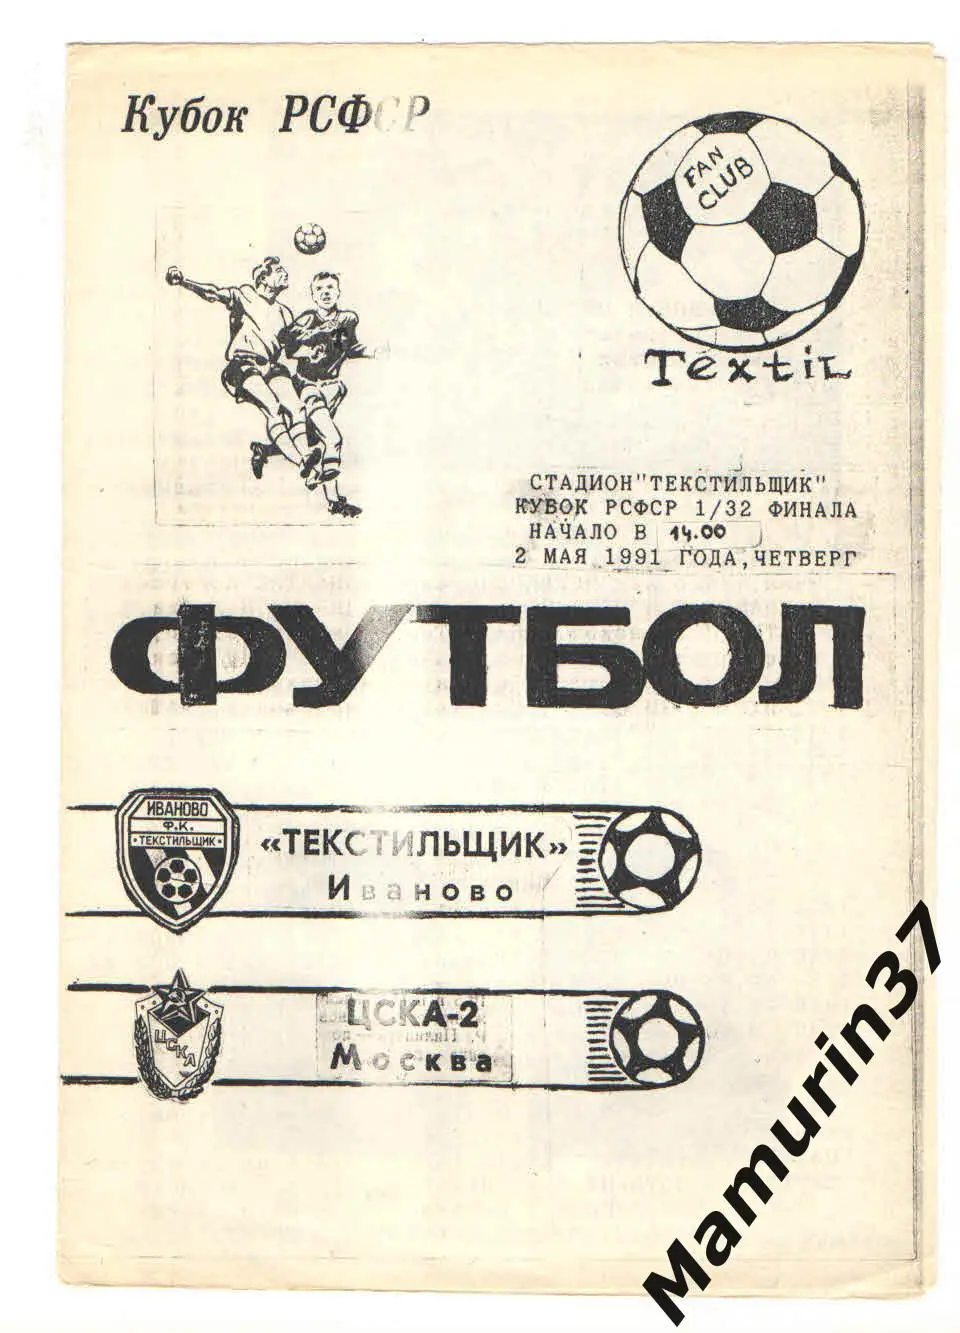 Кубок РСФСР
FAN
CLUB
Textil
СТАДИОН"ТЕКСТИЛЬЩИК"
КУБОК РСФСР 1/32 ФИНАЛА
НАЧАЛО В 14.00
2 МАЯ 1991 ГОДА,ЧЕТВЕРГ
ФУТБОЛ
ИВАНОВО
Ф.К.
•ТЕКСТИЛЬЩИК•
«ТЕКСТИЛЬЩИК»
Иваново
ЦСКА
ЦСКА-2
Москва
Mamurin37